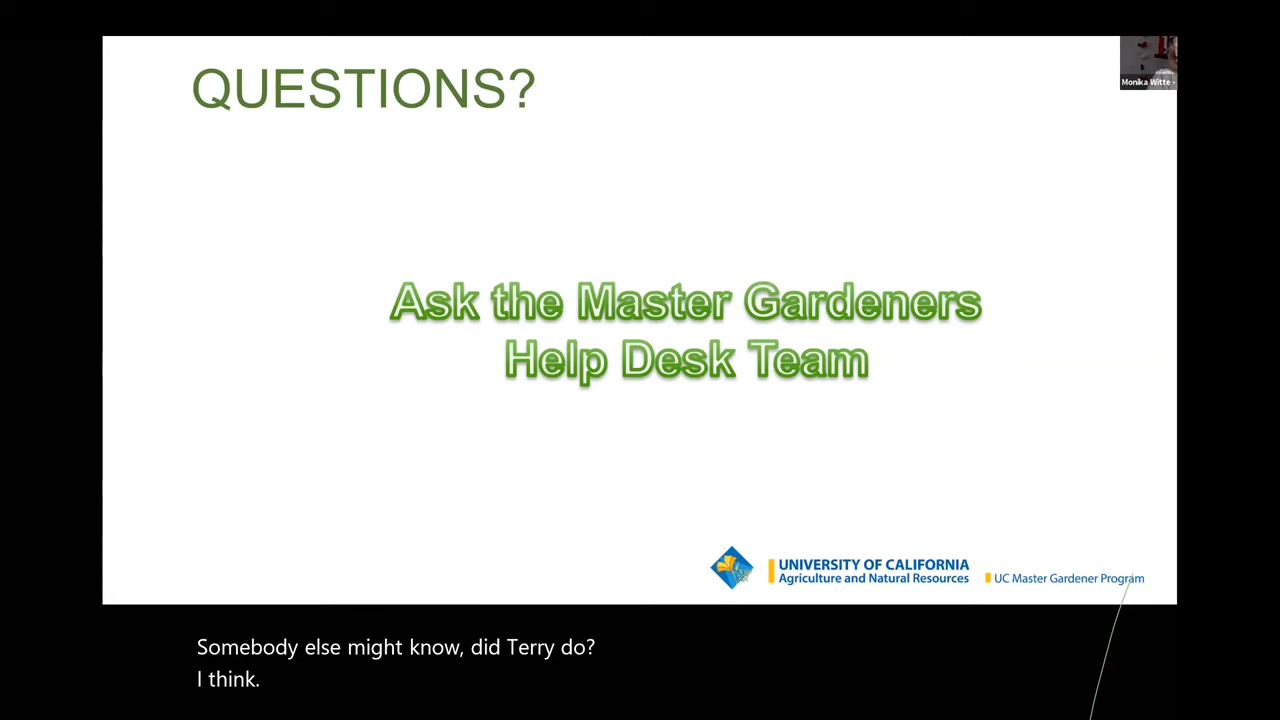 QUESTIONS?
Monika Witte -
Ask the Master Gardeners
Help Desk Team
UNIVERSITY OF CALIFORNIA
Agriculture and Natural Resources
UC Master Gardener Program
Somebody else might know, did Terry do?
I think.